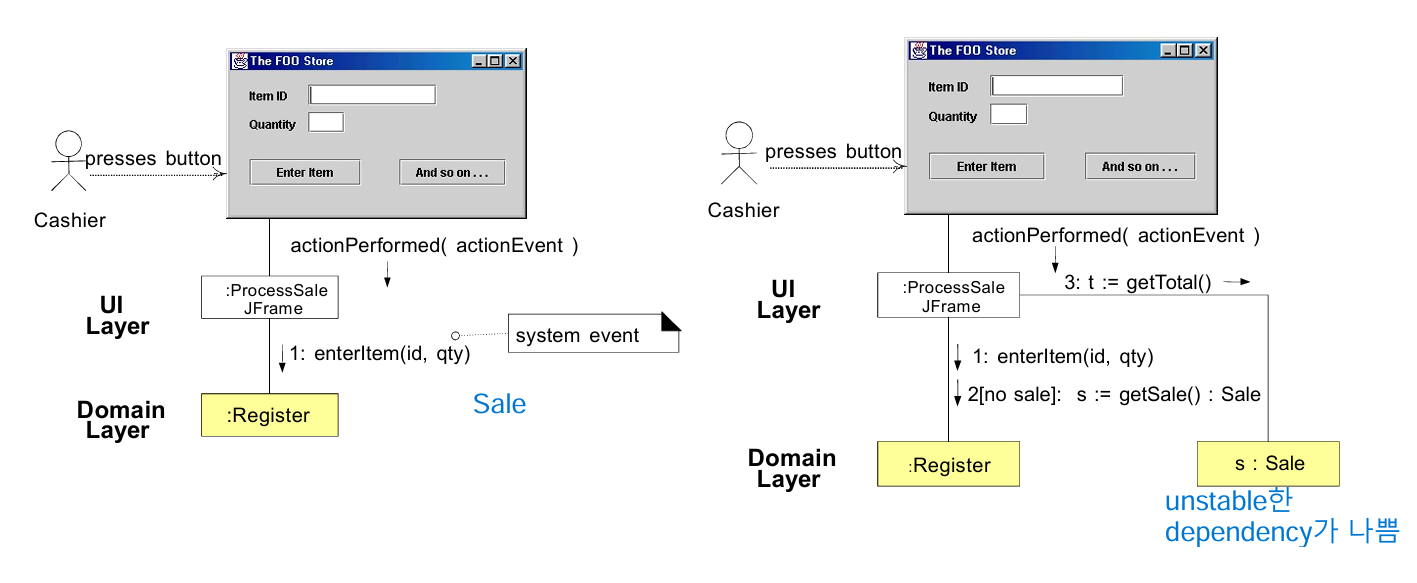 The FOO Store
Item ID
Quantity
Enter Item
And so on . . .
presses button
Cashier
actionPerformed( actionEvent )
:ProcessSale
JFrame
UI
Layer
system event
1: enterItem(id, qty)
Sale
Domain
Layer
:Register
The FOO Store
Item ID
Quantity
Enter Item
And so on . . .
presses button
Cashier
actionPerformed( actionEvent )
3: t := getTotal()
:ProcessSale
JFrame
UI
Layer
1: enterItem(id, qty)
2[no sale]: s := getSale() : Sale
Domain
Layer
:Register
s : Sale
unstable한
dependency가 나쁨